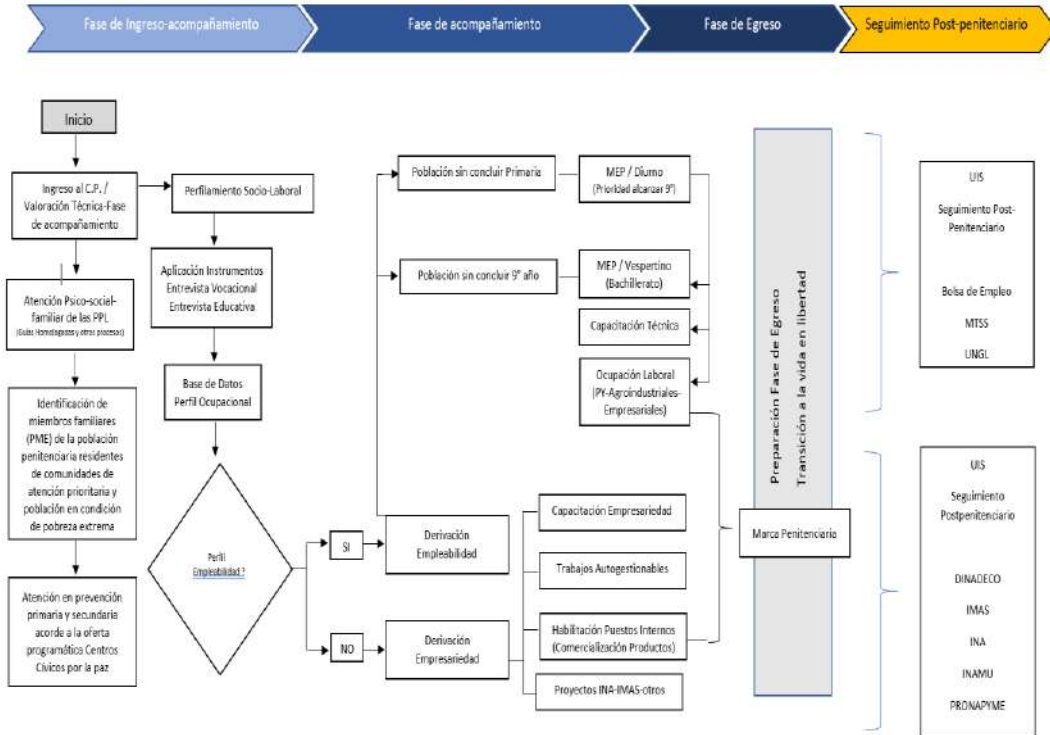 Fase de Ingreso-acompañamiento
Fase de acompañamiento
Fase de Egreso
Seguimiento Post-penitenciario
Inicio
Ingreso al C.P. /
Valoración Técnica-Fase
de acompañamiento
Atención Psico-social-
familiar de las PPL
(Guías Homologadas y otros procesos)
Identificación de
miembros familiares
(PME) de la población
penitenciaria residentes
de comunidades de
atención prioritaria y
población en condición
de pobreza extrema
Atención en prevención
primaria y secundaria
acorde a la oferta
programática Centros
Cívicos por la paz
Perfilamiento Socio-Laboral
Aplicación Instrumentos
Entrevista Vocacional
Entrevista Educativa
Base de Datos
Perfil Ocupacional
Perfil
Empleabilidad ?
SI
NO
Derivación
Empleabilidad
Derivación
Empresariedad
Población sin concluir Primaria
Población sin concluir 9° año
MEP / Diurno
(Prioridad alcanzar 9°)
MEP / Vespertino
(Bachillerato)
Capacitación Técnica
Ocupación Laboral
(PY-Agroindustriales-
Empresariales)
Capacitación Empresariedad
Trabajos Autogestionables
Habilitación Puestos Internos
(Comercialización Productos)
Proyectos INA-IMAS-otros
Preparación Fase de Egreso
Transición a la vida en libertad
Marca Penitenciaria
UIS
Seguimiento Post-
Penitenciario
Bolsa de Empleo
MTSS
UNGL
UIS
Seguimiento
Postpenitenciario
DINADECO
IMAS
INA
INAMU
PRONAPYME